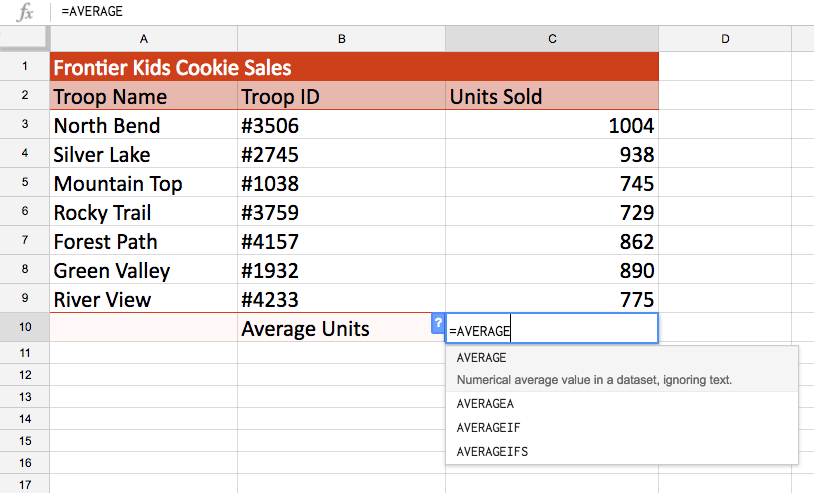 fx =AVERAGE
A B C D
1 Frontier Kids Cookie Sales
2 Troop Name Troop ID Units Sold
3 North Bend #3506 1004
4 Silver Lake #2745 938
5 Mountain Top #1038 745
6 Rocky Trail #3759 729
7 Forest Path #4157 862
8 Green Valley #1932 890
9 River View #4233 775
10 Average Units ? =AVERAGE
11 AVERAGE
12 Numerical average value in a dataset, ignoring text.
13 AVERAGEA
14 AVERAGEIF
15 AVERAGEIFS
16
17